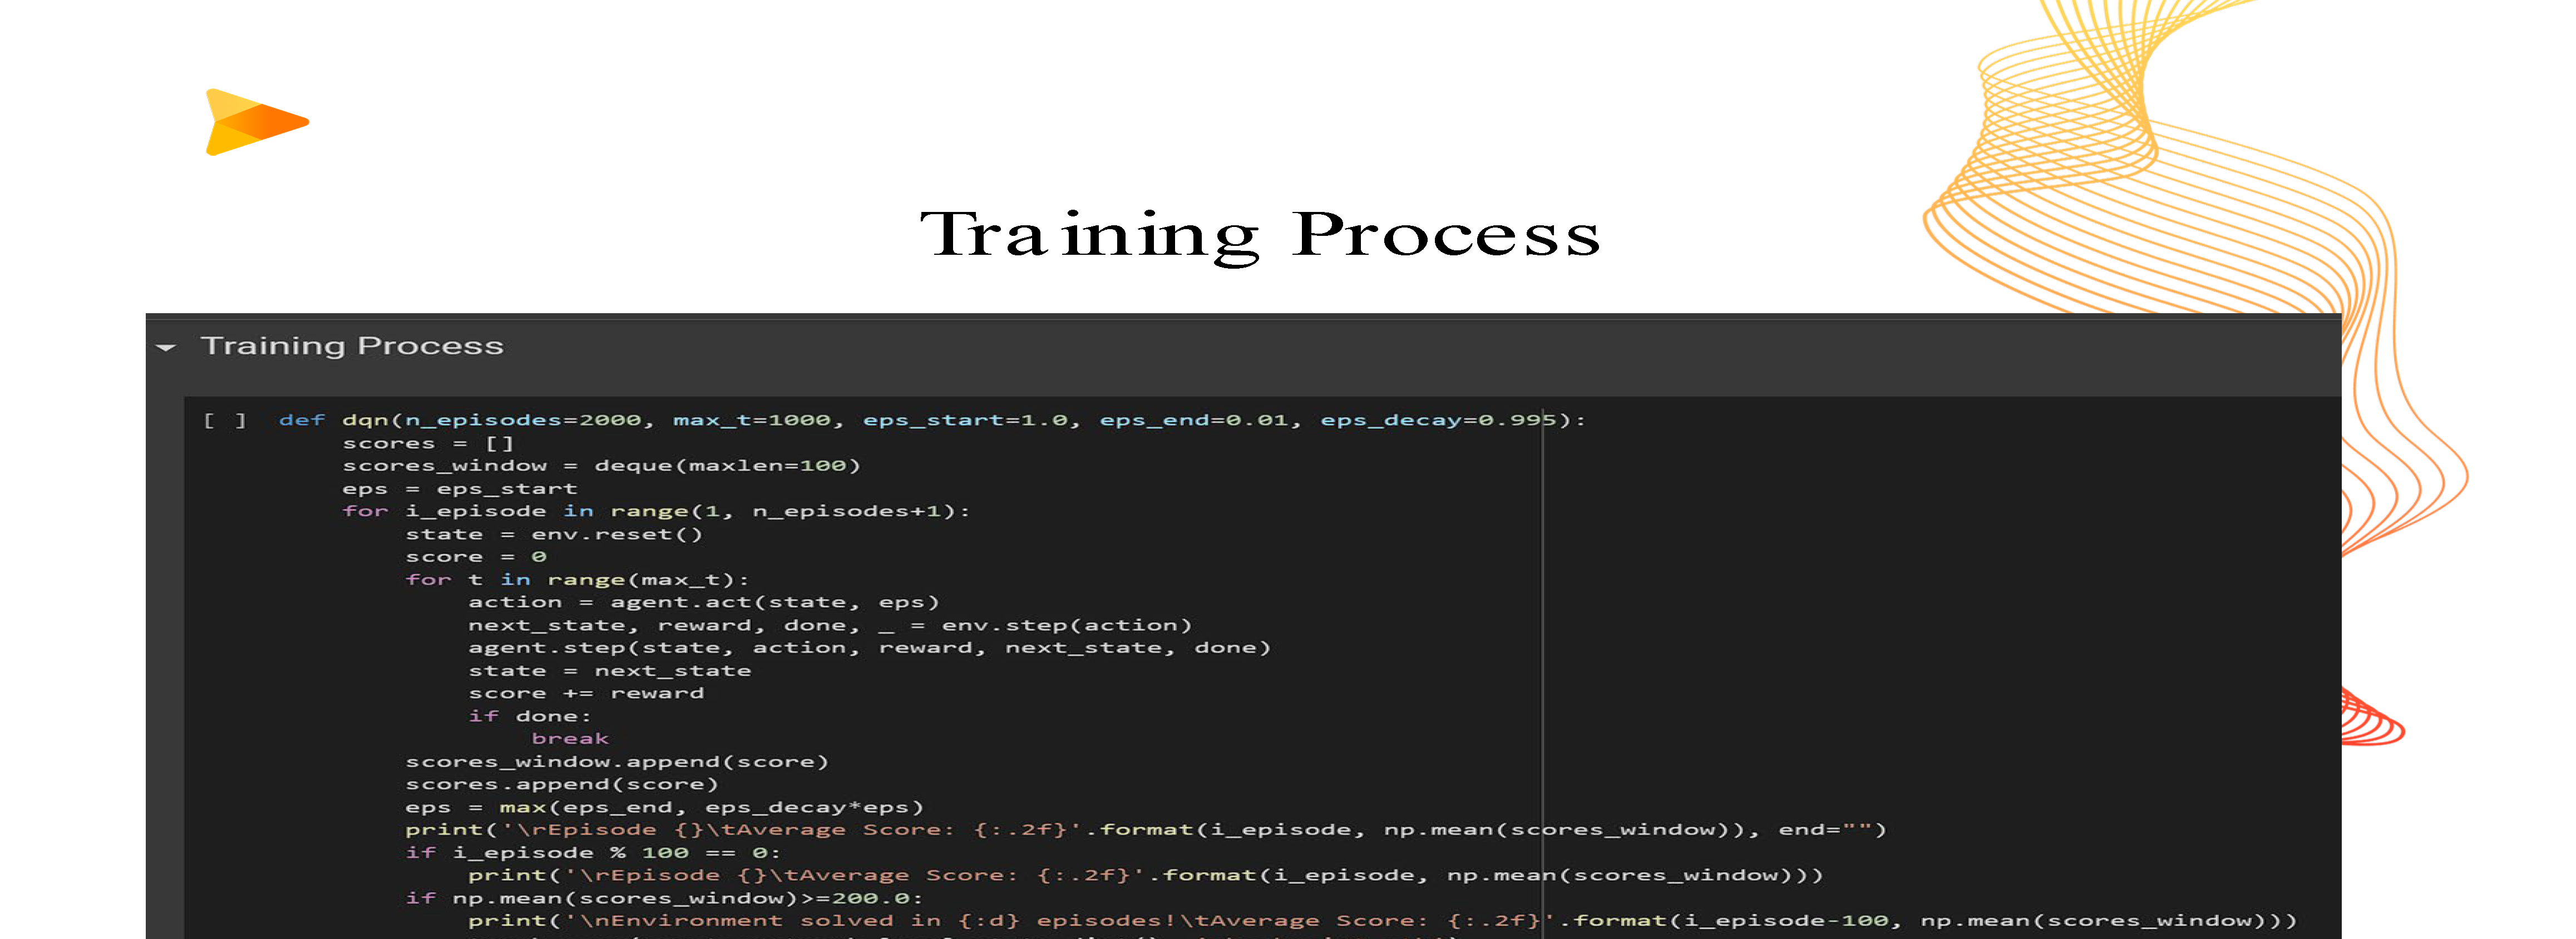 Training Process
Training Process
[ ] def dqn(n_episodes=2000, max_t=1000, eps_start=1.0, eps_end=0.01, eps_decay=0.995):
scores = []
scores_window = deque(maxlen=100)
eps = eps_start
for i_episode in range(1, n_episodes+1):
state = env.reset()
score = 0
for t in range(max_t):
action = agent.act(state, eps)
next_state, reward, done, _ = env.step(action)
agent.step(state, action, reward, next_state, done)
state = next_state
score += reward
if done:
break
scores_window.append(score)
scores.append(score)
eps = max(eps_end, eps_decay*eps)
print('\rEpisode {}\tAverage Score: {:.2f}'.format(i_episode, np.mean(scores_window)), end="")
if i_episode % 100 == 0:
print('\rEpisode {}\tAverage Score: {:.2f}'.format(i_episode, np.mean(scores_window)))
if np.mean(scores_window)>=200.0:
print('\nEnvironment solved in {:d} episodes!\tAverage Score: {:.2f}'.format(i_episode-100, np.mean(scores_window)))